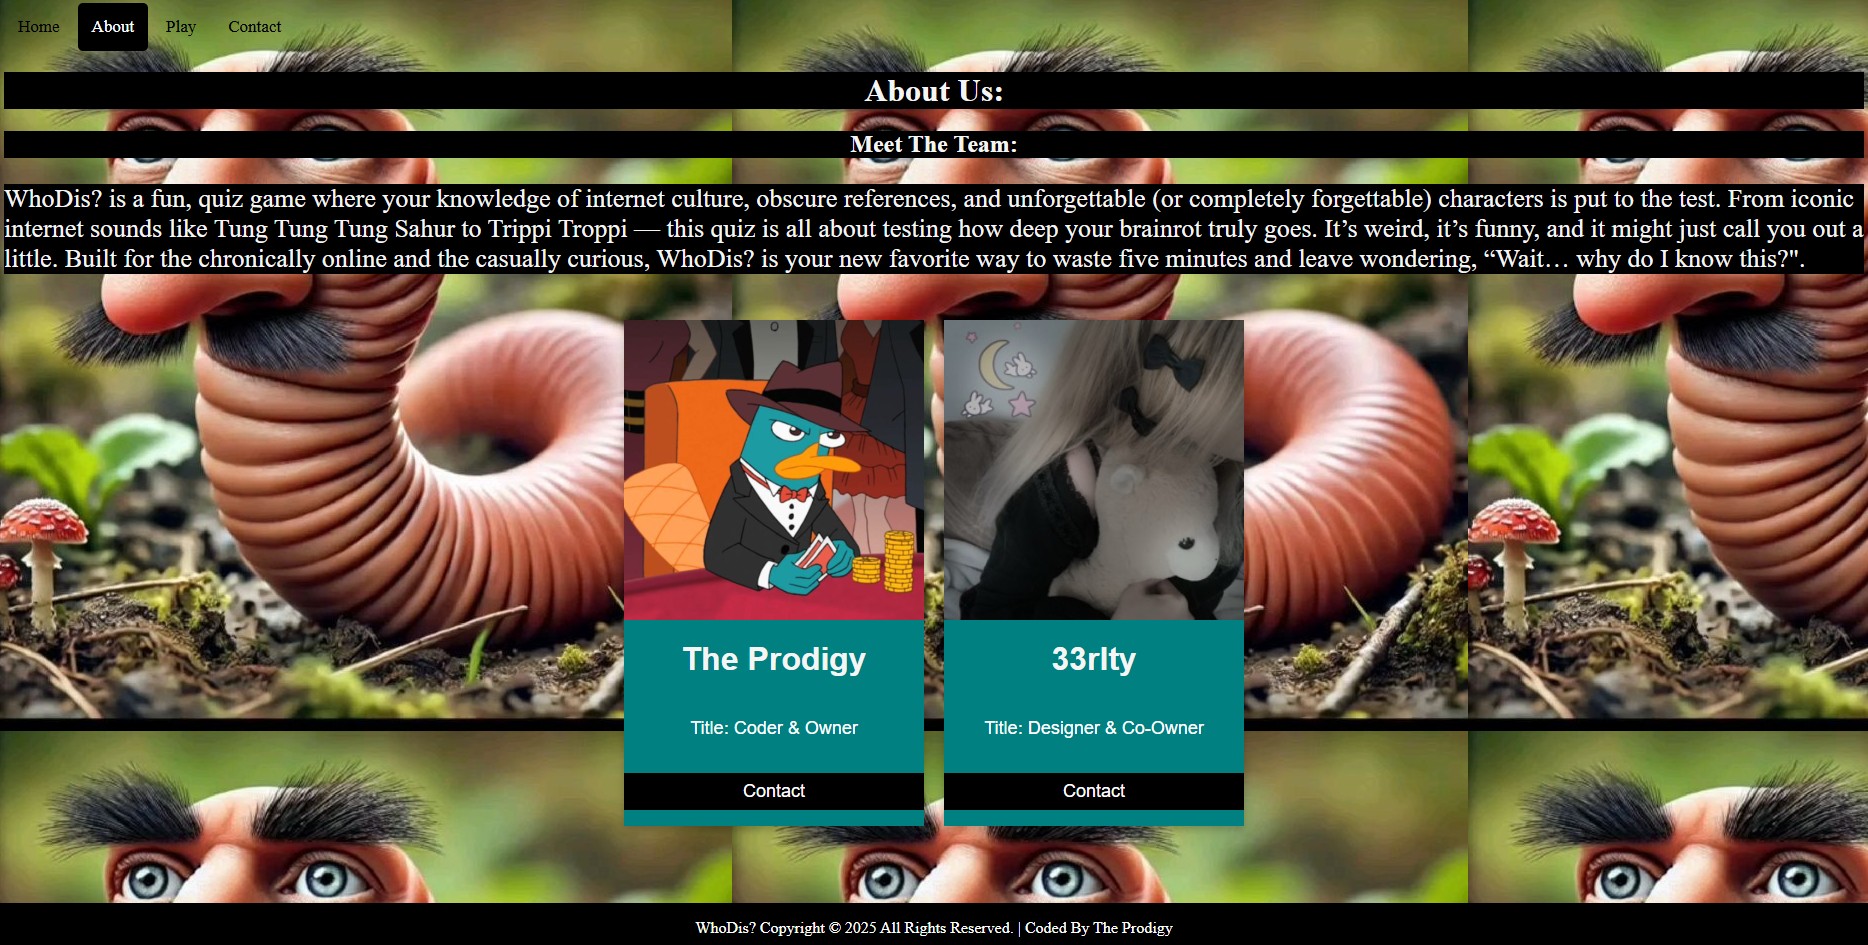 Home About Play Contact
About Us:
Meet The Team:
WhoDis? is a fun, quiz game where your knowledge of internet culture, obscure references, and unforgettable (or completely forgettable) characters is put to the test. From iconic
internet sounds like Tung Tung Tung Sahur to Trippi Troppi — this quiz is all about testing how deep your brainrot truly goes. It’s weird, it’s funny, and it might just call you out a
little. Built for the chronically online and the casually curious, WhoDis? is your new favorite way to waste five minutes and leave wondering, “Wait… why do I know this?".
The Prodigy
Title: Coder & Owner
Contact
33rlty
Title: Designer & Co-Owner
Contact
WhoDis? Copyright © 2025 All Rights Reserved. | Coded By The Prodigy